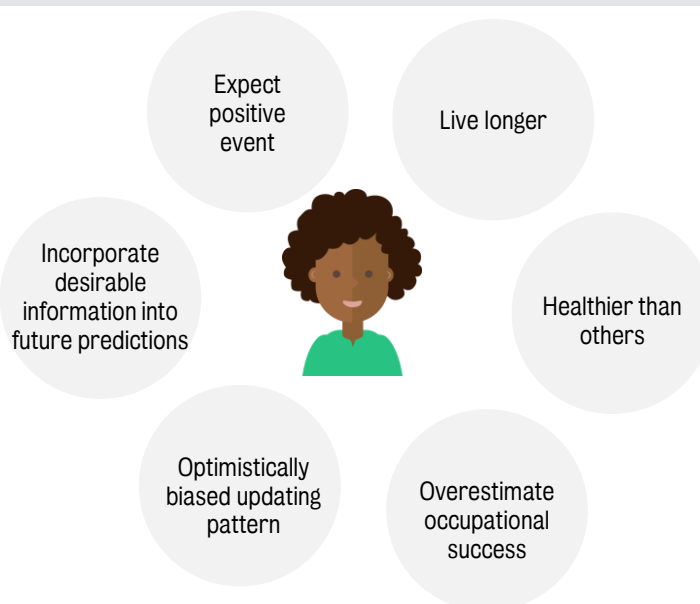 Expect
positive
event
Live longer
Incorporate
desirable
information into
future predictions
Healthier than
others
Optimistically
biased updating
pattern
Overestimate
occupational
success